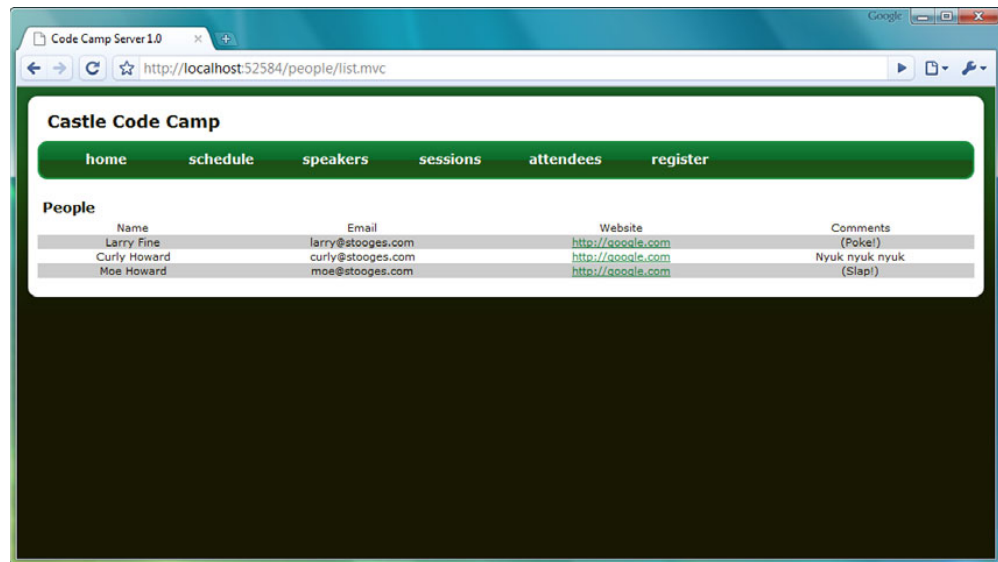 Google
Code Camp Server 1.0
http://localhost:52584/people/list.mvc
Castle Code Camp
home schedule speakers sessions attendees register
People
Name Email Website Comments
Larry Fine larry@stooges.com http://google.com (Poke!)
Curly Howard curly@stooges.com http://google.com Nyuk nyuk nyuk
Moe Howard moe@stooges.com http://google.com (Slap!)